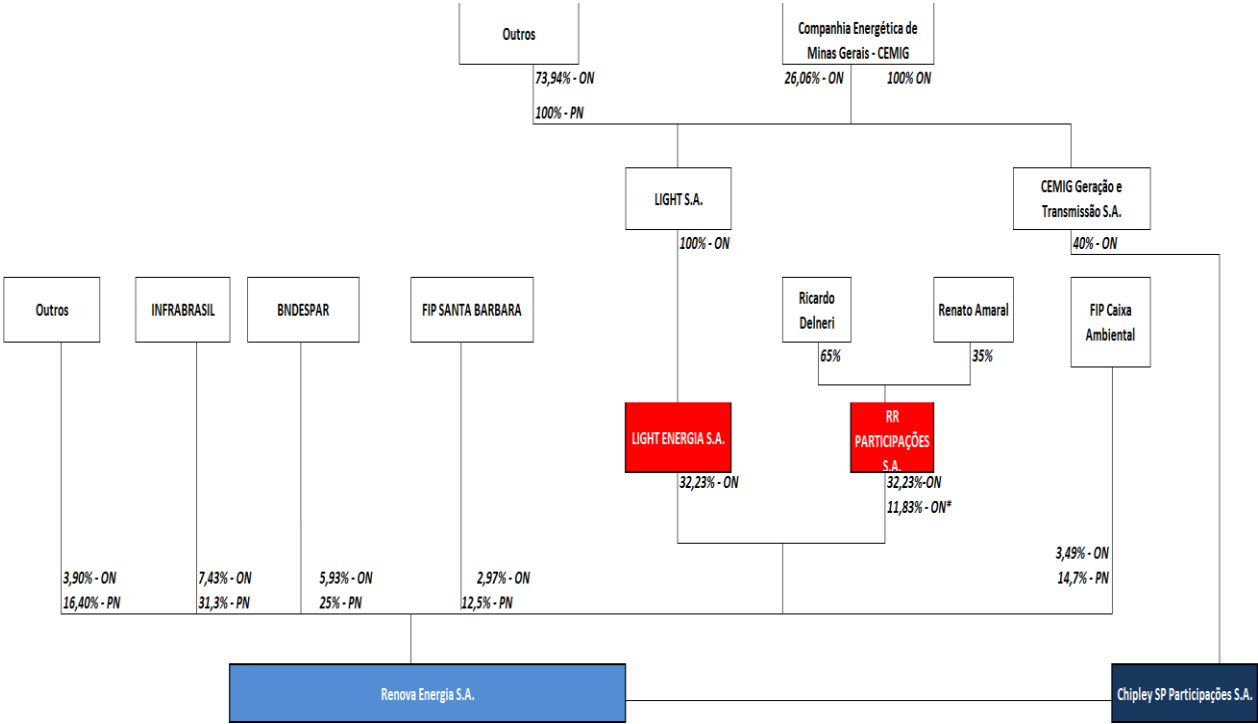 Outros
Companhia Energética de
Minas Gerais - CEMIG
73,94% - ON
26,06% - ON
100% ON
100% - PN
LIGHT S.A.
CEMIG Geração e
Transmissão S.A.
100% - ON
40% - ON
Outros
INFRABRASIL
BNDESPAR
FIP SANTA BARBARA
Ricardo
Delneri
Renato Amaral
FIP Caixa
Ambiental
65%
35%
LIGHT ENERGIA S.A.
RR
PARTICIPAÇÕES
S.A.
32,23% - ON
32,23%-ON
11,83% - ON*
3,90% - ON
16,40% - PN
7,43% - ON
31,3% - PN
5,93% - ON
25% - PN
2,97% - ON
12,5% - PN
3,49% - ON
14,7% - PN
Renova Energia S.A.
Chipley SP Participações S.A.